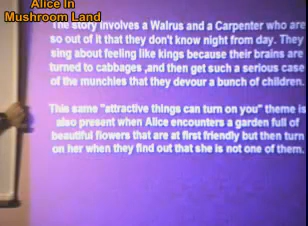 Alice In
Mushroom Land
The story involves a Walrus and a Carpenter who are
so out of it that they don't know night from day. They
sing about feeling like kings because their brains are
turned to cabbages ,and then get such a serious case
of the munchies that they devour a bunch of children.
This same "attractive things can turn on you" theme is
also present when Alice encounters a garden full of
beautiful flowers that are at first friendly but then turn
on her when they find out that she is not one of them.